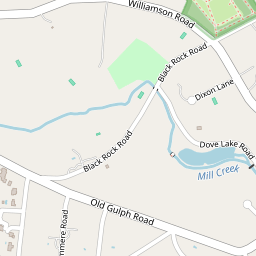 Williamson Road
Black Rock Road
Dixon Lane
Dove Lake Road
Black Rock Road
Mill Creek
Old Gulph Road
mmere Road